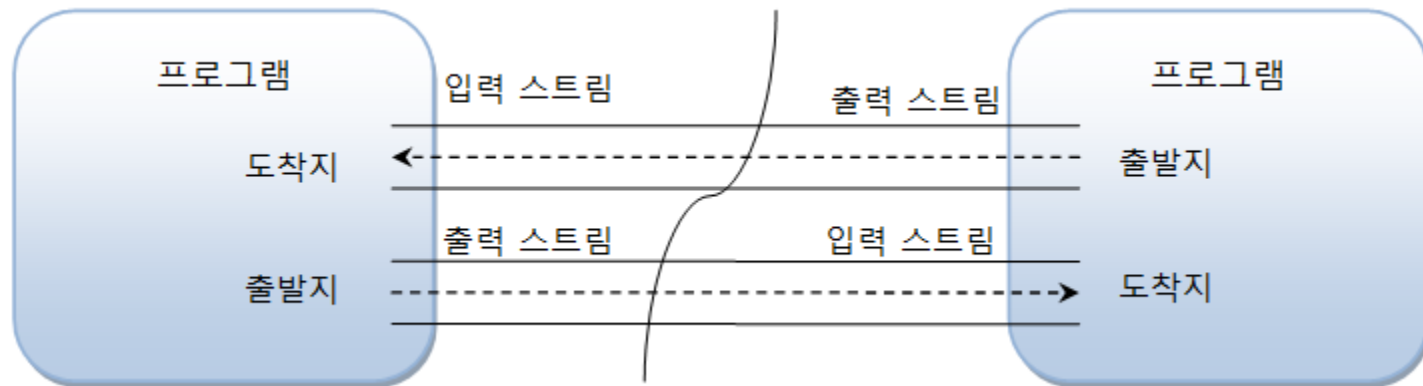 프로그램
입력 스트림
출력 스트림
프로그램
도착지
출발지
출력 스트림
입력 스트림
출발지
도착지